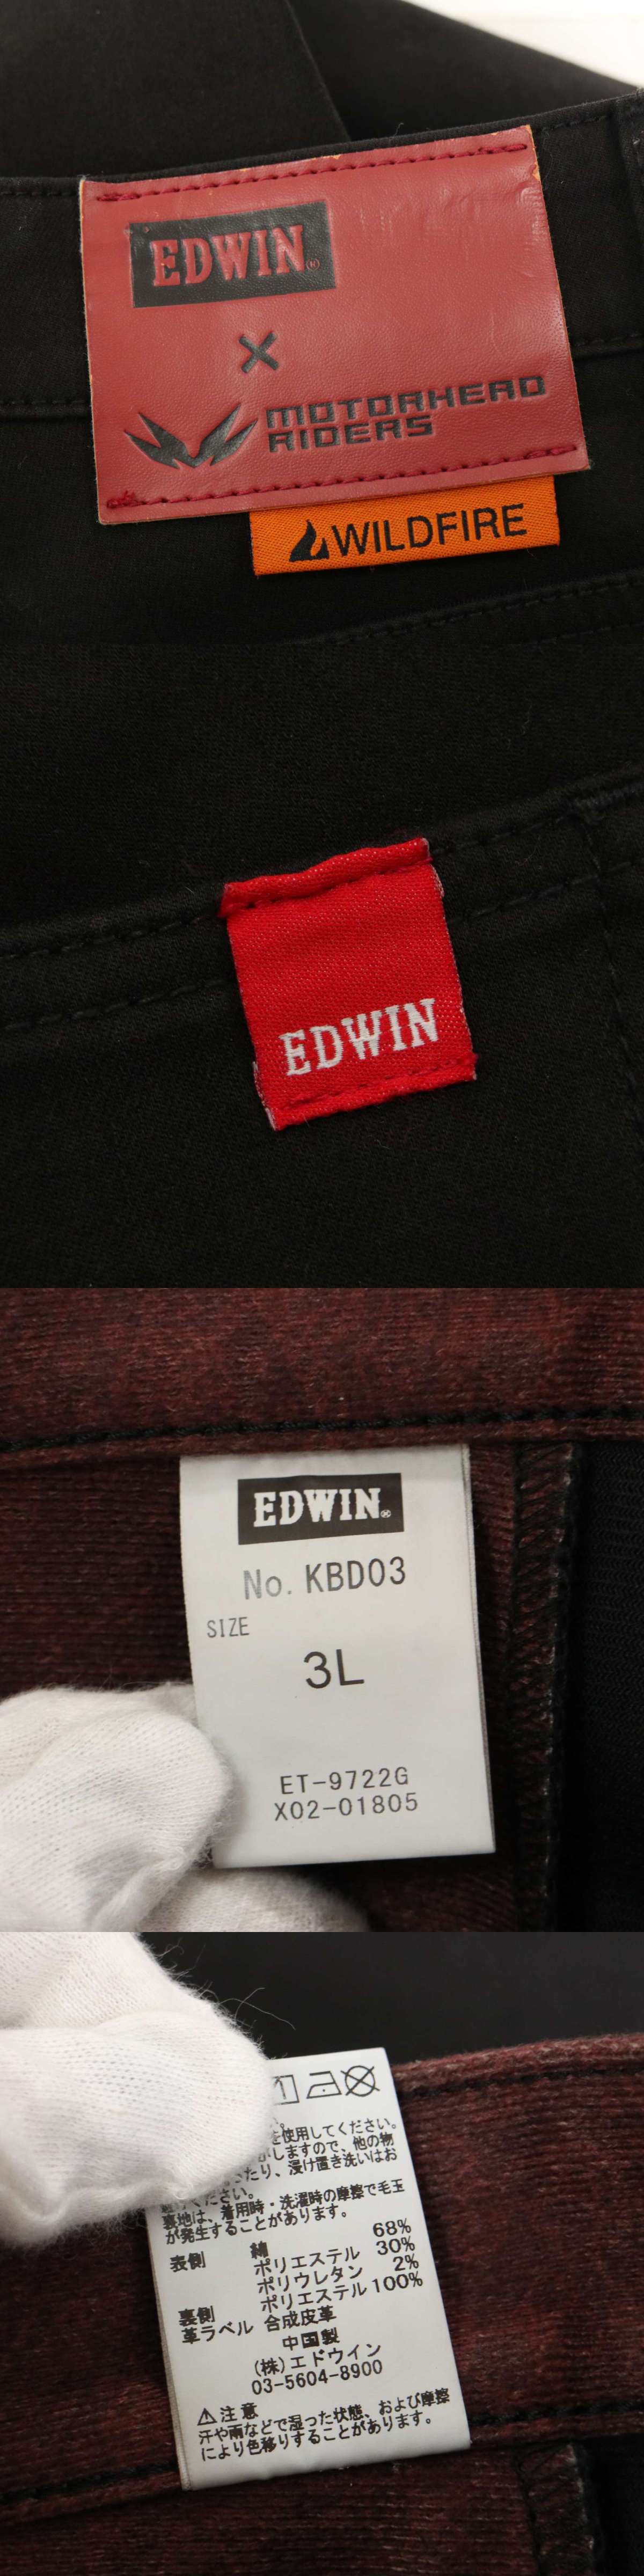 EDWIN®
×
MOTORHEAD
RIDERS
WILDFIRE
EDWIN
EDWIN®
No. KBD03
SIZE
3L
ET-9722G
X02-01805
い。
を使用してください。
しますので、他の物
たり、浸け置き洗いはお
ください。
裏地は、着用時・洗濯時の摩擦で毛玉
が発生することがあります。
表側 綿 68%
ポリエステル 30%
ポリウレタン 2%
裏側 ポリエステル 100%
革ラベル 合成皮革
中国製
(株)エドウイン
03-5604-8900
⚠注意
汗や雨などで湿った状態、および摩擦
により色移りすることがあります。